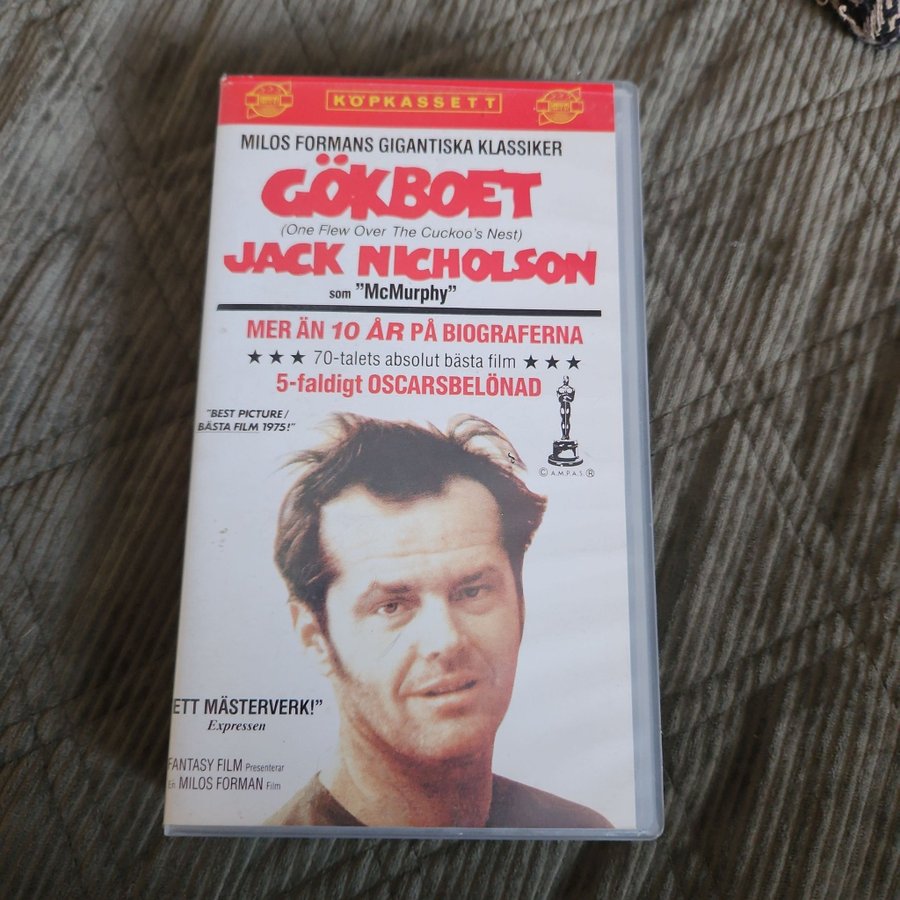 KÖPKASSETT
MILOS FORMANS GIGANTISKA KLASSIKER
GÖKBOET
(One Flew Over The Cuckoo's Nest)
JACK NICHOLSON
som "McMurphy"
MER ÄN 10 ÅR PÅ BIOGRAFERNA
★ ★ ★ 70-talets absolut bästa film ★ ★ ★
5-faldigt OSCARSBELÖNAD
"BEST PICTURE/
BÄSTA FILM 1975!"
© A.M.P.A.S. ®
ETT MÄSTERVERK!"
Expressen
FANTASY FILM Presenterar
En MILOS FORMAN Film